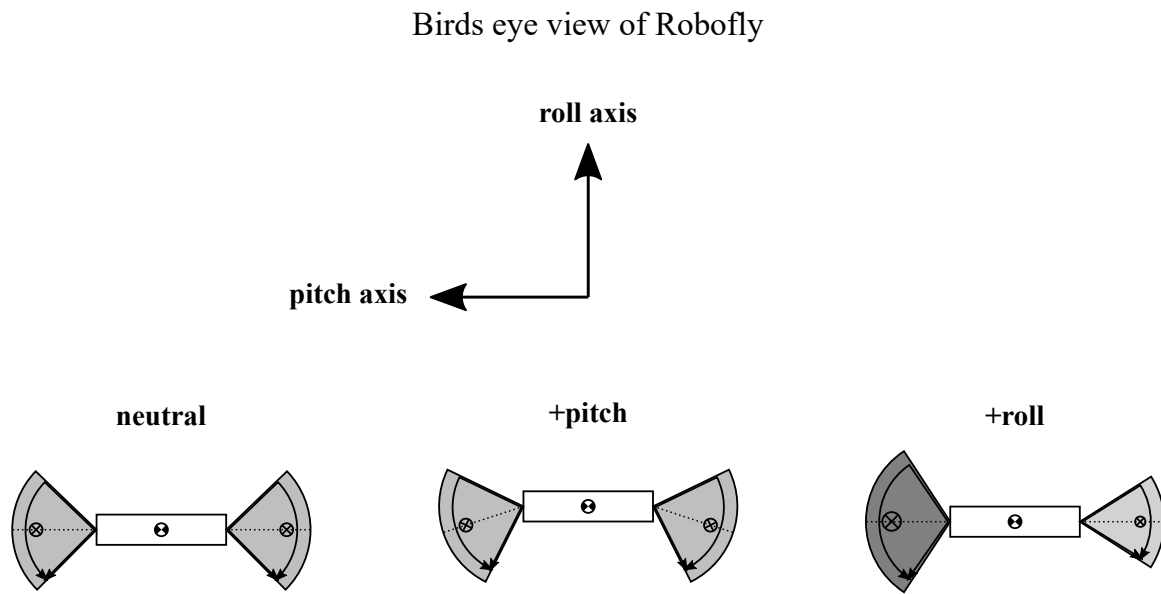 Birds eye view of Robofly
roll axis
pitch axis
neutral
+pitch
+roll